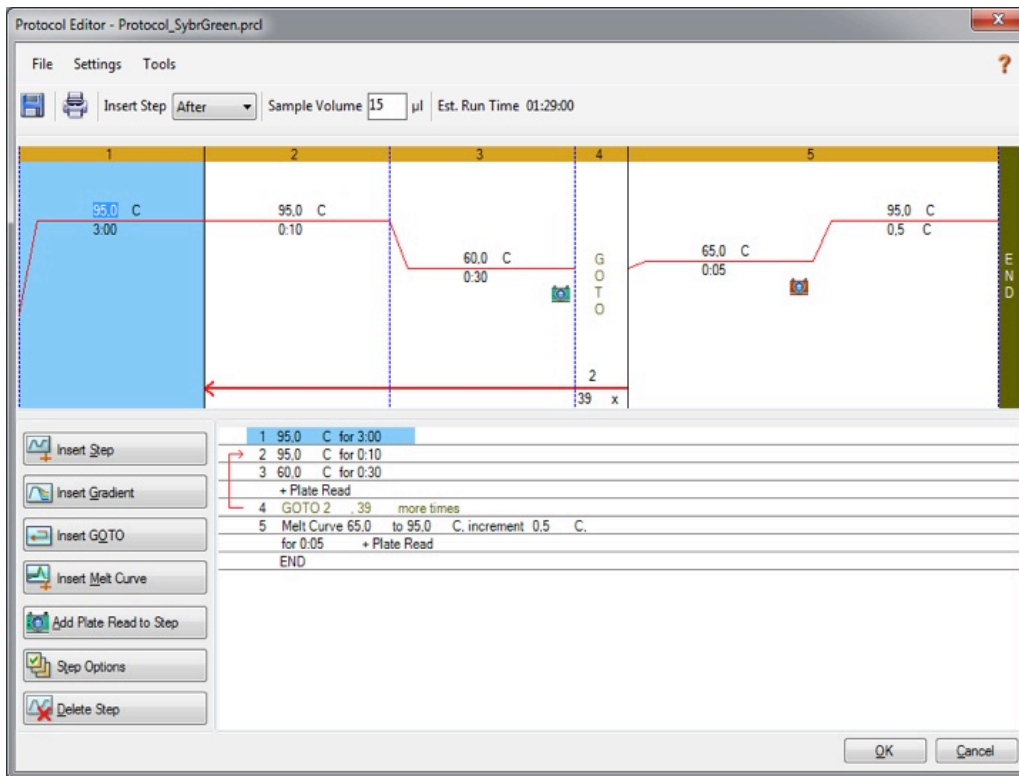 Protocol Editor - Protocol_SybrGreen.prcl
x
File Settings Tools ?
Insert Step After Sample Volume 15 µl Est. Run Time 01:29:00
1 2 3 4 5
95,0 C
3:00
95,0 C
0:10
60,0 C
0:30
GOTO
2
39 x
65,0 C
0:05
95,0 C
0,5 C
END
Insert Step
Insert Gradient
Insert GOTO
Insert Melt Curve
Add Plate Read to Step
Step Options
Delete Step
1 95,0 C for 3:00
2 95,0 C for 0:10
3 60,0 C for 0:30
+ Plate Read
4 GOTO 2 , 39 more times
5 Melt Curve 65,0 to 95,0 C, increment 0,5 C,
for 0:05 + Plate Read
END
OK Cancel